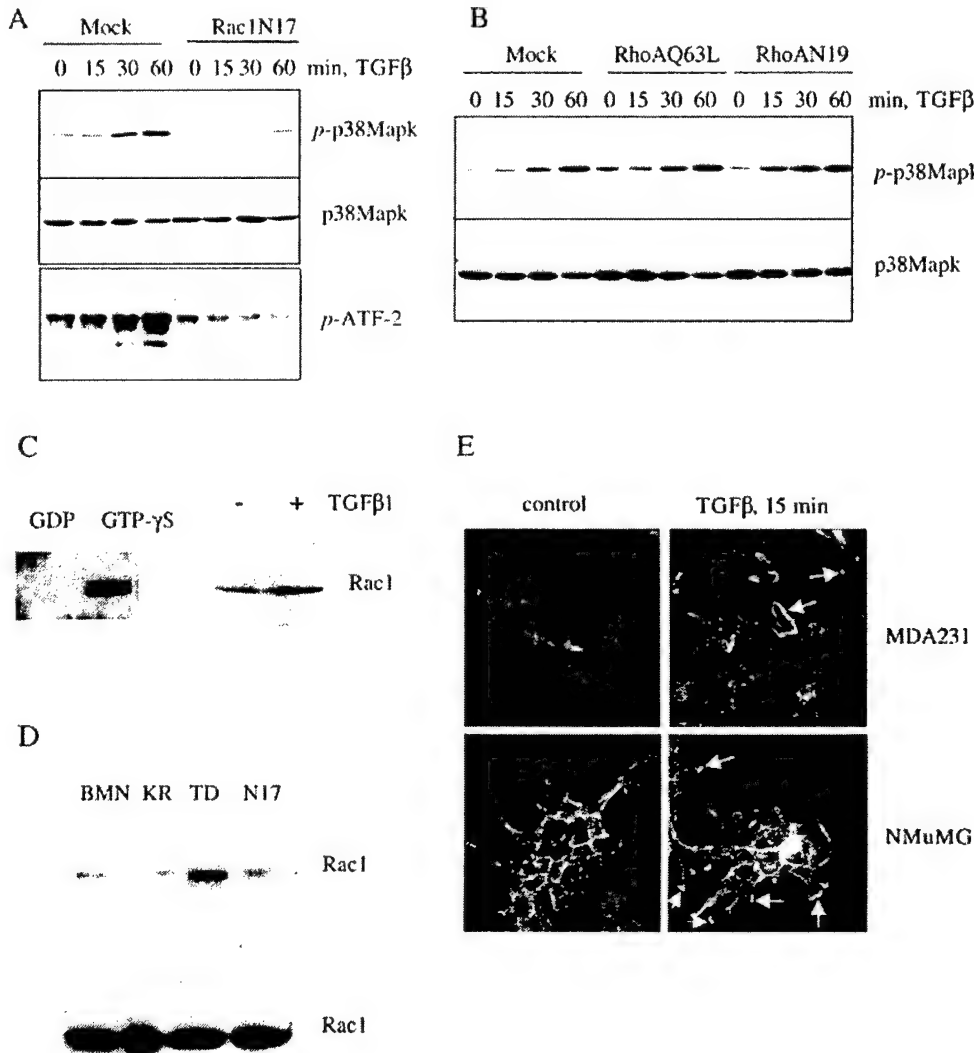 A
Mock Rac1N17
0 15 30 60 0 15 30 60 min, TGFβ
p-p38Mapk
p38Mapk
p-ATF-2
B
Mock RhoAQ63L RhoAN19
0 15 30 60 0 15 30 60 0 15 30 60 min, TGFβ
p-p38Mapk
p38Mapk
C
GDP GTP-γS - + TGFβ1
Rac1
D
BMN KR TD N17
Rac1
Rac1
E
control TGFβ, 15 min
MDA231
NMuMG